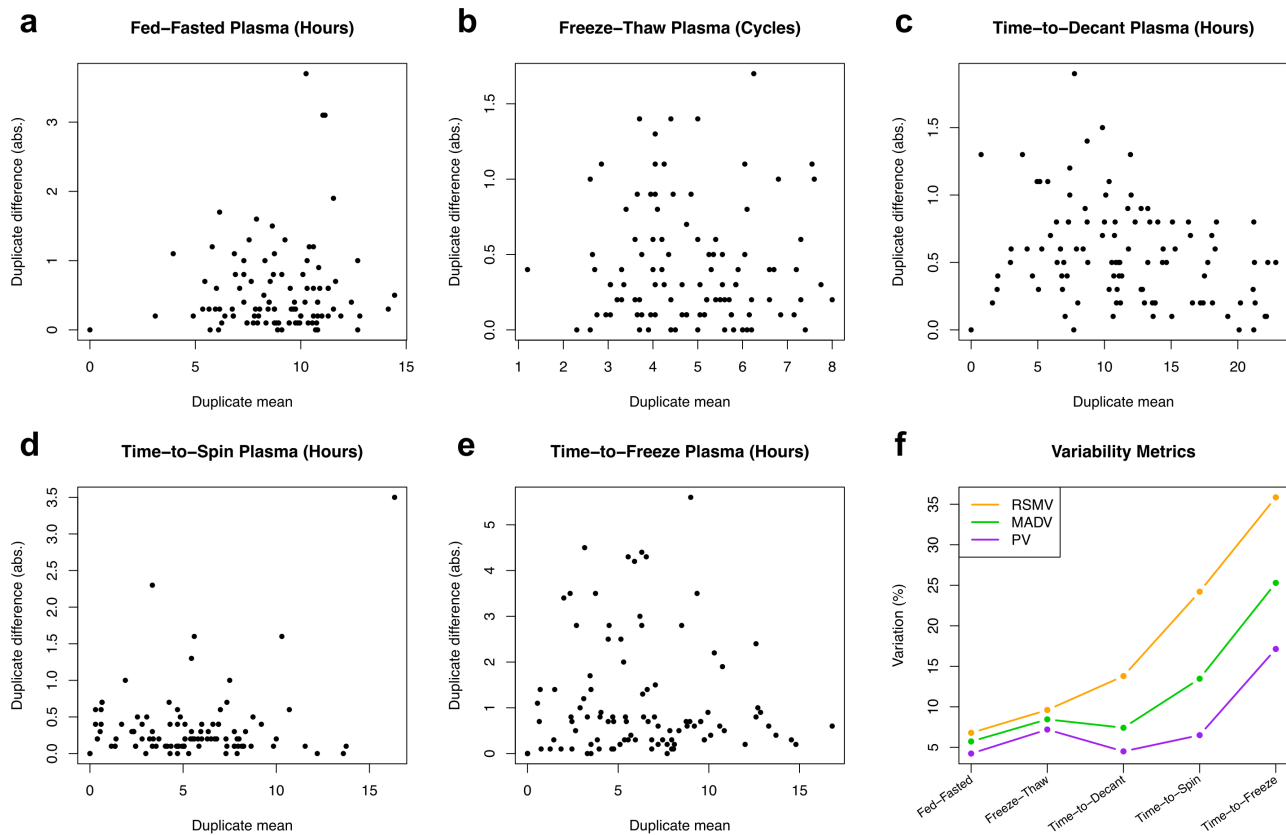 a
Fed−Fasted Plasma (Hours)
Duplicate difference (abs.)
3
2
1
0
0 5 10 15
Duplicate mean
b
Freeze−Thaw Plasma (Cycles)
Duplicate difference (abs.)
1.5
1.0
0.5
0.0
1 2 3 4 5 6 7 8
Duplicate mean
c
Time−to−Decant Plasma (Hours)
Duplicate difference (abs.)
1.5
1.0
0.5
0.0
0 5 10 15 20
Duplicate mean
d
Time−to−Spin Plasma (Hours)
Duplicate difference (abs.)
3.5
3.0
2.5
2.0
1.5
1.0
0.5
0.0
0 5 10 15
Duplicate mean
e
Time−to−Freeze Plasma (Hours)
Duplicate difference (abs.)
5
4
3
2
1
0
0 5 10 15
Duplicate mean
f
Variability Metrics
RSMV
MADV
PV
Variation (%)
35
30
25
20
15
10
5
Fed−Fasted
Freeze−Thaw
Time−to−Decant
Time−to−Spin
Time−to−Freeze